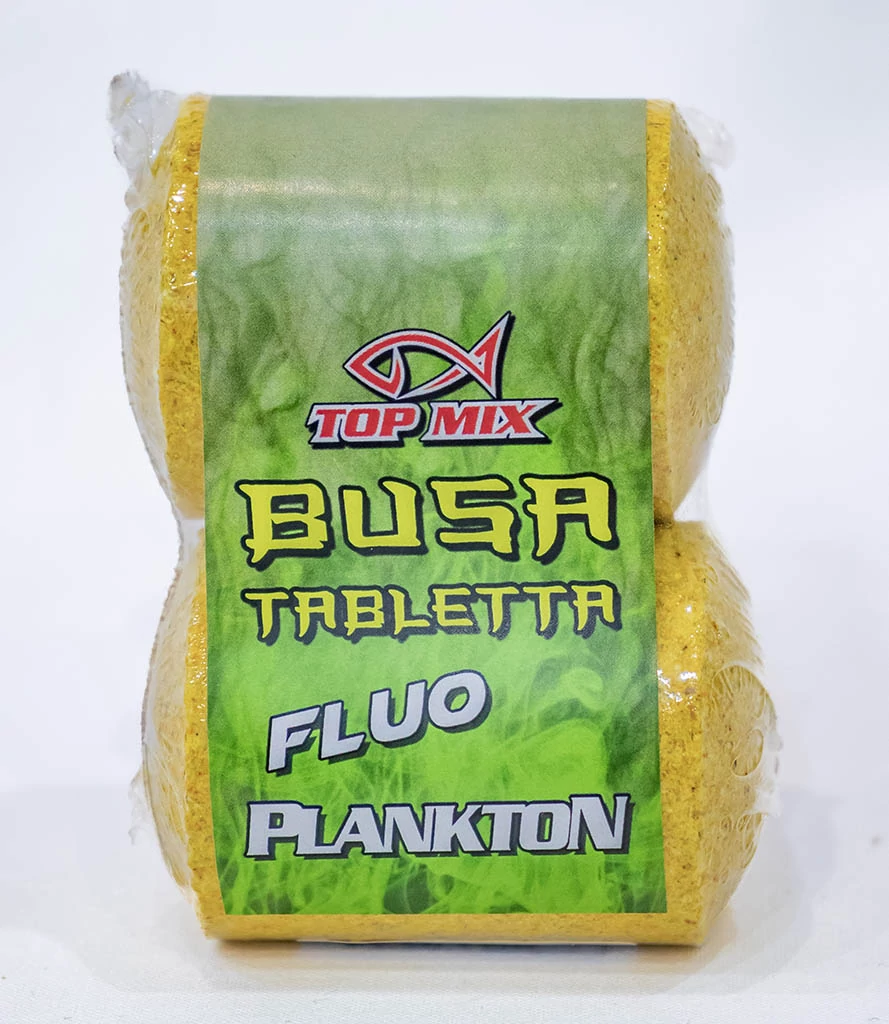 TOP MIX
BUSA
TABLETTA
FLUO
PLANKTON